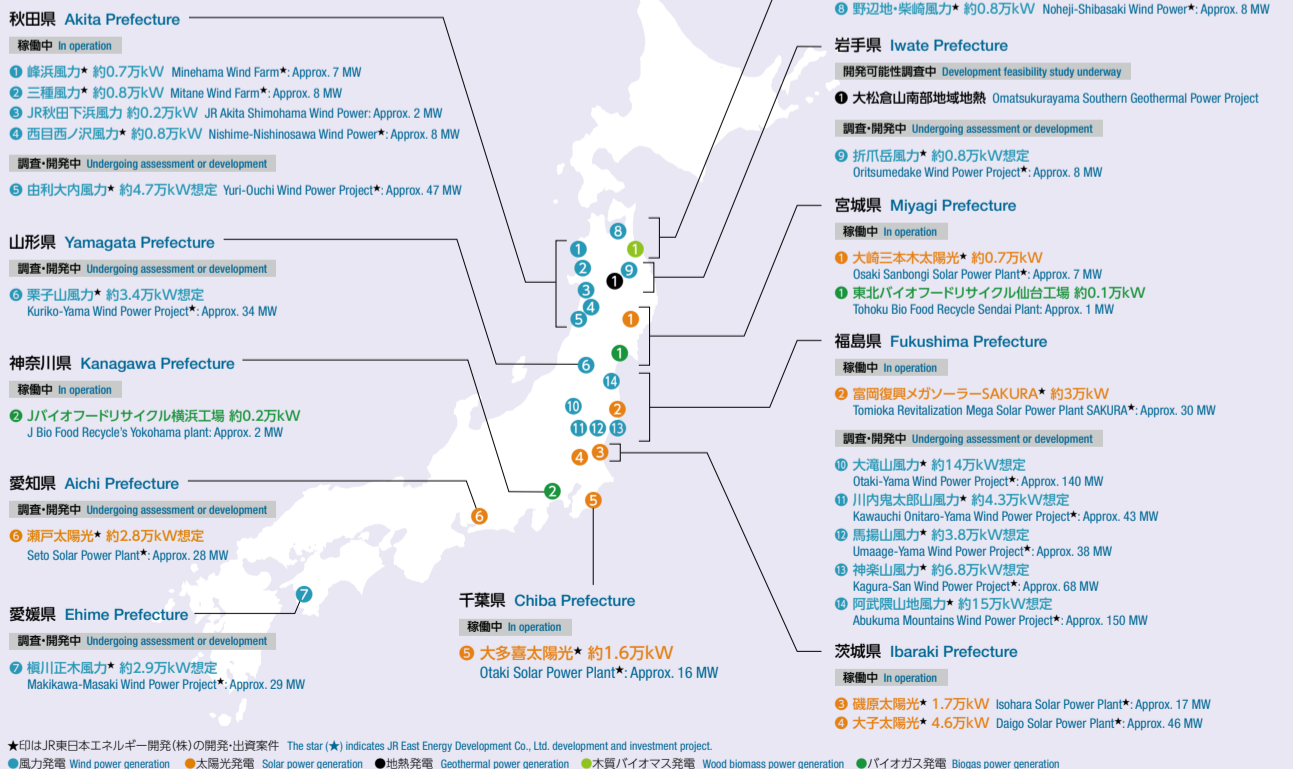 秋田県 Akita Prefecture
稼働中 In operation
❶ 峰浜風力★ 約0.7万kW Minehama Wind Farm★: Approx. 7 MW
❷ 三種風力★ 約0.8万kW Mitane Wind Farm★: Approx. 8 MW
❸ JR秋田下浜風力 約0.2万kW JR Akita Shimohama Wind Power: Approx. 2 MW
❹ 西目西ノ沢風力★ 約0.8万kW Nishime-Nishinosawa Wind Power★: Approx. 8 MW
調査・開発中 Undergoing assessment or development
❺ 由利大内風力★ 約4.7万kW想定 Yuri-Ouchi Wind Power Project★: Approx. 47 MW
山形県 Yamagata Prefecture
調査・開発中 Undergoing assessment or development
❻ 栗子山風力★ 約3.4万kW想定
Kuriko-Yama Wind Power Project★: Approx. 34 MW
神奈川県 Kanagawa Prefecture
稼働中 In operation
❷ Jバイオフードリサイクル横浜工場 約0.2万kW
J Bio Food Recycle's Yokohama plant: Approx. 2 MW
愛知県 Aichi Prefecture
調査・開発中 Undergoing assessment or development
❻ 瀬戸太陽光★ 約2.8万kW想定
Seto Solar Power Plant★: Approx. 28 MW
愛媛県 Ehime Prefecture
調査・開発中 Undergoing assessment or development
❼ 槇川正木風力★ 約2.9万kW想定
Makikawa-Masaki Wind Power Project★: Approx. 29 MW
❽
❶ ❶
❷ ❾
❸ ❶
❹
❺ ❶
❶
❻
⓮
❿ ❷
⓫ ⓬ ⓭
❹ ❸
❷ ❺
❻
❼
千葉県 Chiba Prefecture
稼働中 In operation
❺ 大多喜太陽光★ 約1.6万kW
Otaki Solar Power Plant★: Approx. 16 MW
❽ 野辺地・柴崎風力★ 約0.8万kW Noheji-Shibasaki Wind Power★: Approx. 8 MW
岩手県 Iwate Prefecture
開発可能性調査中 Development feasibility study underway
❶ 大松倉山南部地域地熱 Omatsukurayama Southern Geothermal Power Project
調査・開発中 Undergoing assessment or development
❾ 折爪岳風力★ 約0.8万kW想定
Oritsumedake Wind Power Project★: Approx. 8 MW
宮城県 Miyagi Prefecture
稼働中 In operation
❶ 大崎三本木太陽光★ 約0.7万kW
Osaki Sanbongi Solar Power Plant★: Approx. 7 MW
❶ 東北バイオフードリサイクル仙台工場 約0.1万kW
Tohoku Bio Food Recycle Sendai Plant: Approx. 1 MW
福島県 Fukushima Prefecture
稼働中 In operation
❷ 富岡復興メガソーラーSAKURA★ 約3万kW
Tomioka Revitalization Mega Solar Power Plant SAKURA★: Approx. 30 MW
調査・開発中 Undergoing assessment or development
❿ 大滝山風力★ 約14万kW想定
Otaki-Yama Wind Power Project★: Approx. 140 MW
⓫ 川内鬼太郎山風力★ 約4.3万kW想定
Kawauchi Onitaro-Yama Wind Power Project★: Approx. 43 MW
⓬ 馬揚山風力★ 約3.8万kW想定
Umaage-Yama Wind Power Project★: Approx. 38 MW
⓭ 神楽山風力★ 約6.8万kW想定
Kagura-San Wind Power Project★: Approx. 68 MW
⓮ 阿武隈山地風力★ 約15万kW想定
Abukuma Mountains Wind Power Project★: Approx. 150 MW
茨城県 Ibaraki Prefecture
稼働中 In operation
❸ 磯原太陽光★ 1.7万kW Isohara Solar Power Plant★: Approx. 17 MW
❹ 大子太陽光★ 4.6万kW Daigo Solar Power Plant★: Approx. 46 MW
★印はJR東日本エネルギー開発(株)の開発・出資案件 The star (★) indicates JR East Energy Development Co., Ltd. development and investment project.
●風力発電 Wind power generation ●太陽光発電 Solar power generation ●地熱発電 Geothermal power generation ●木質バイオマス発電 Wood biomass power generation ●バイオガス発電 Biogas power generation